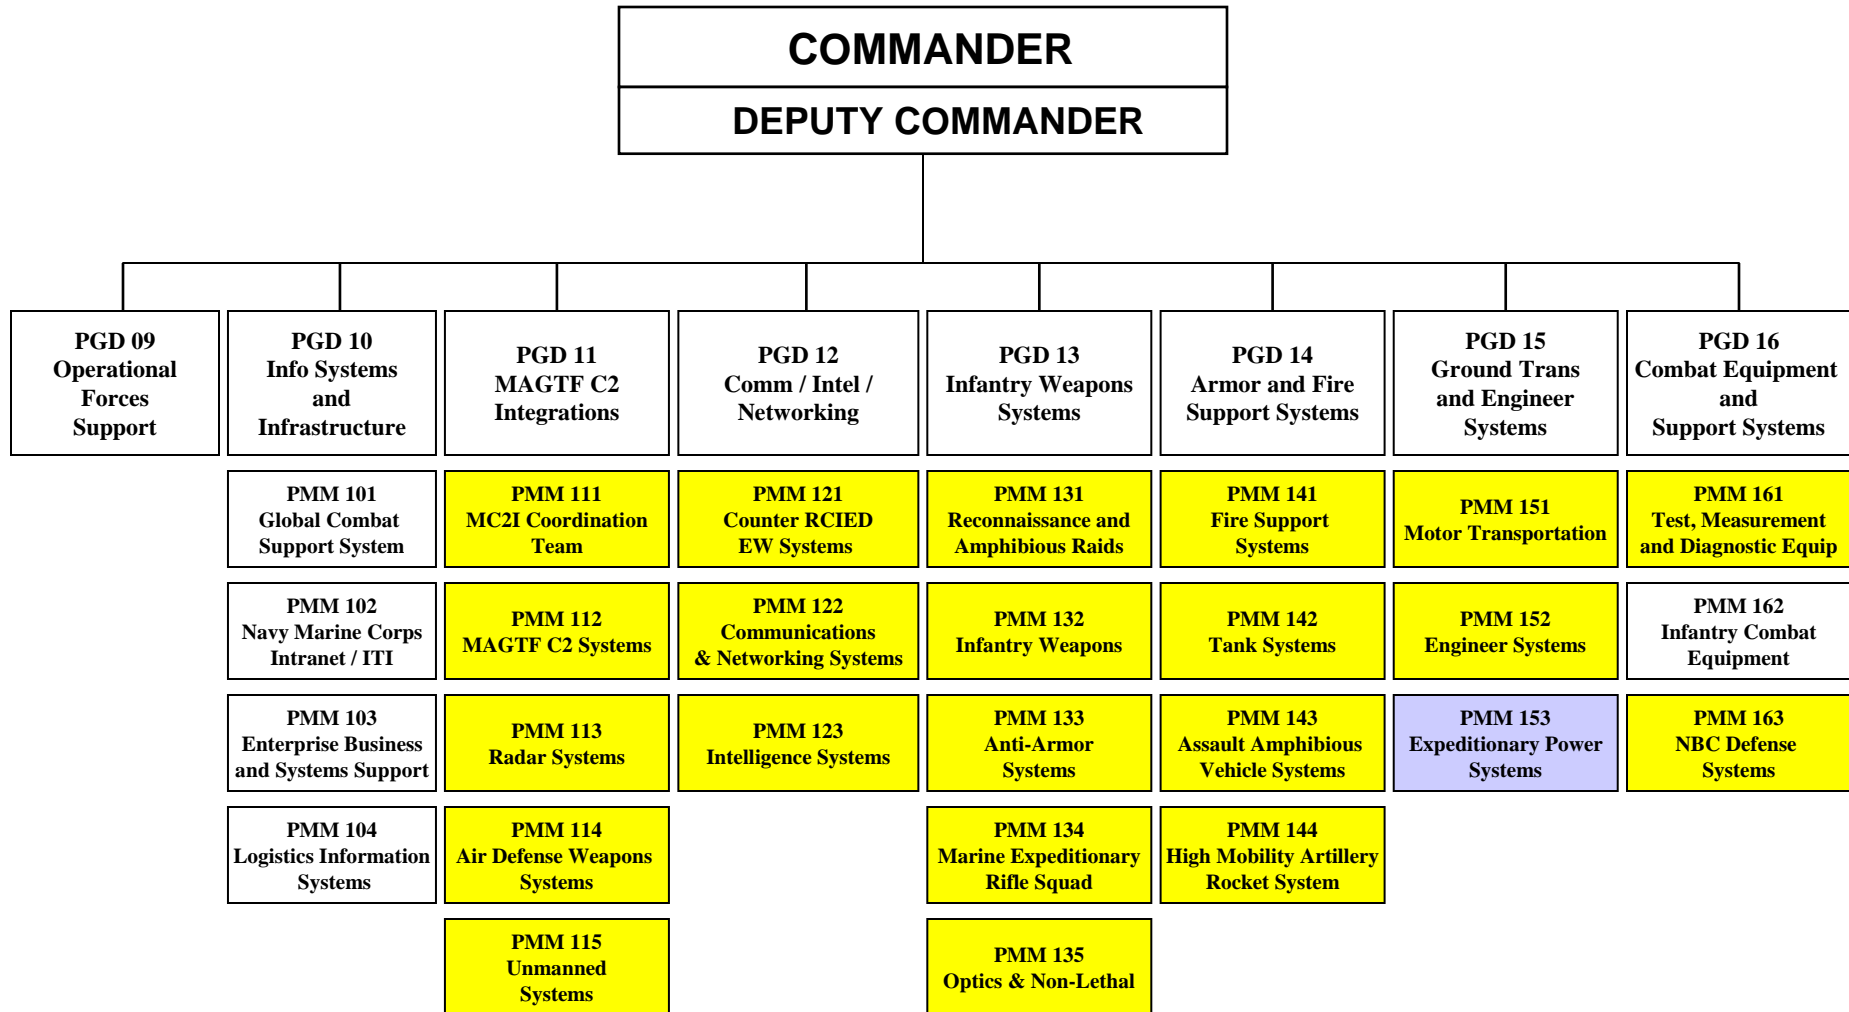 COMMANDER
DEPUTY COMMANDER
PGD 09
Operational
Forces
Support
PGD 10
Info Systems
and
Infrastructure
PGD 11
MAGTF C2
Integrations
PGD 12
Comm / Intel /
Networking
PGD 13
Infantry Weapons
Systems
PGD 14
Armor and Fire
Support Systems
PGD 15
Ground Trans
and Engineer
Systems
PGD 16
Combat Equipment
and
Support Systems
PMM 101
Global Combat
Support System
PMM 111
MC2I Coordination
Team
PMM 121
Counter RCIED
EW Systems
PMM 131
Reconnaissance and
Amphibious Raids
PMM 141
Fire Support
Systems
PMM 151
Motor Transportation
PMM 161
Test, Measurement
and Diagnostic Equip
PMM 102
Navy Marine Corps
Intranet / ITI
PMM 112
MAGTF C2 Systems
PMM 122
Communications
& Networking Systems
PMM 132
Infantry Weapons
PMM 142
Tank Systems
PMM 152
Engineer Systems
PMM 162
Infantry Combat
Equipment
PMM 103
Enterprise Business
and Systems Support
PMM 113
Radar Systems
PMM 123
Intelligence Systems
PMM 133
Anti-Armor
Systems
PMM 143
Assault Amphibious
Vehicle Systems
PMM 153
Expeditionary Power
Systems
PMM 163
NBC Defense
Systems
PMM 104
Logistics Information
Systems
PMM 114
Air Defense Weapons
Systems
PMM 134
Marine Expeditionary
Rifle Squad
PMM 144
High Mobility Artillery
Rocket System
PMM 115
Unmanned
Systems
PMM 135
Optics & Non-Lethal